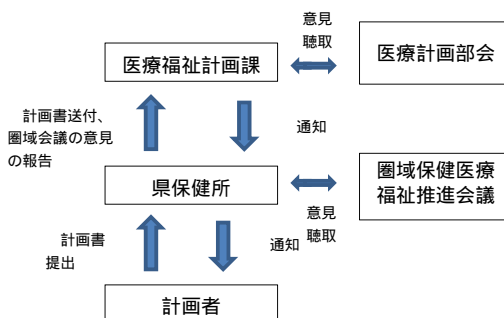 意見
聴取
医療福祉計画課
医療計画部会
計画書送付、
圏域会議の意見
の報告
通知
県保健所
圏域保健医療
福祉推進会議
意見
聴取
計画書
提出
通知
計画者